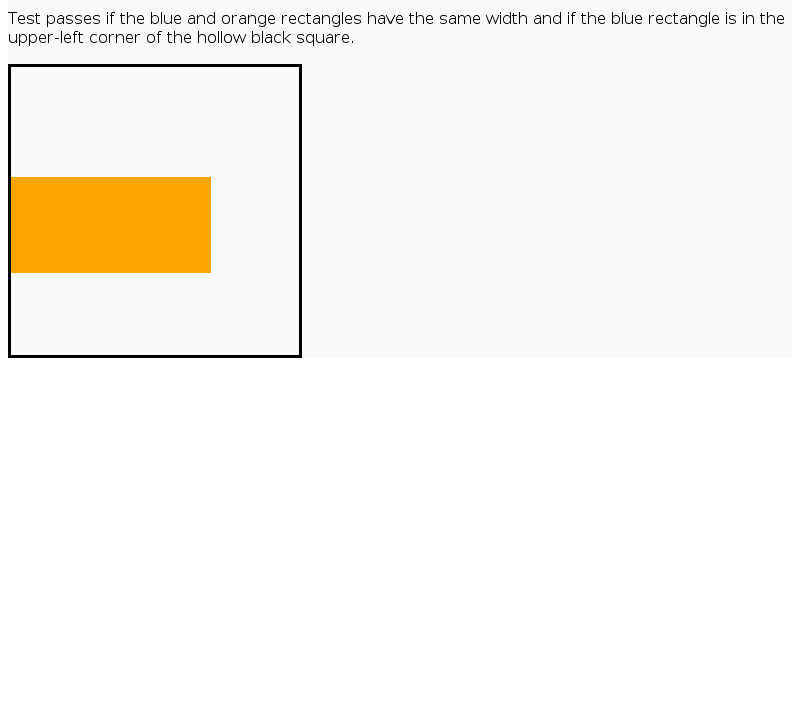 Test passes if the blue and orange rectangles have the same width and if the blue rectangle is in the
upper-left corner of the hollow black square.